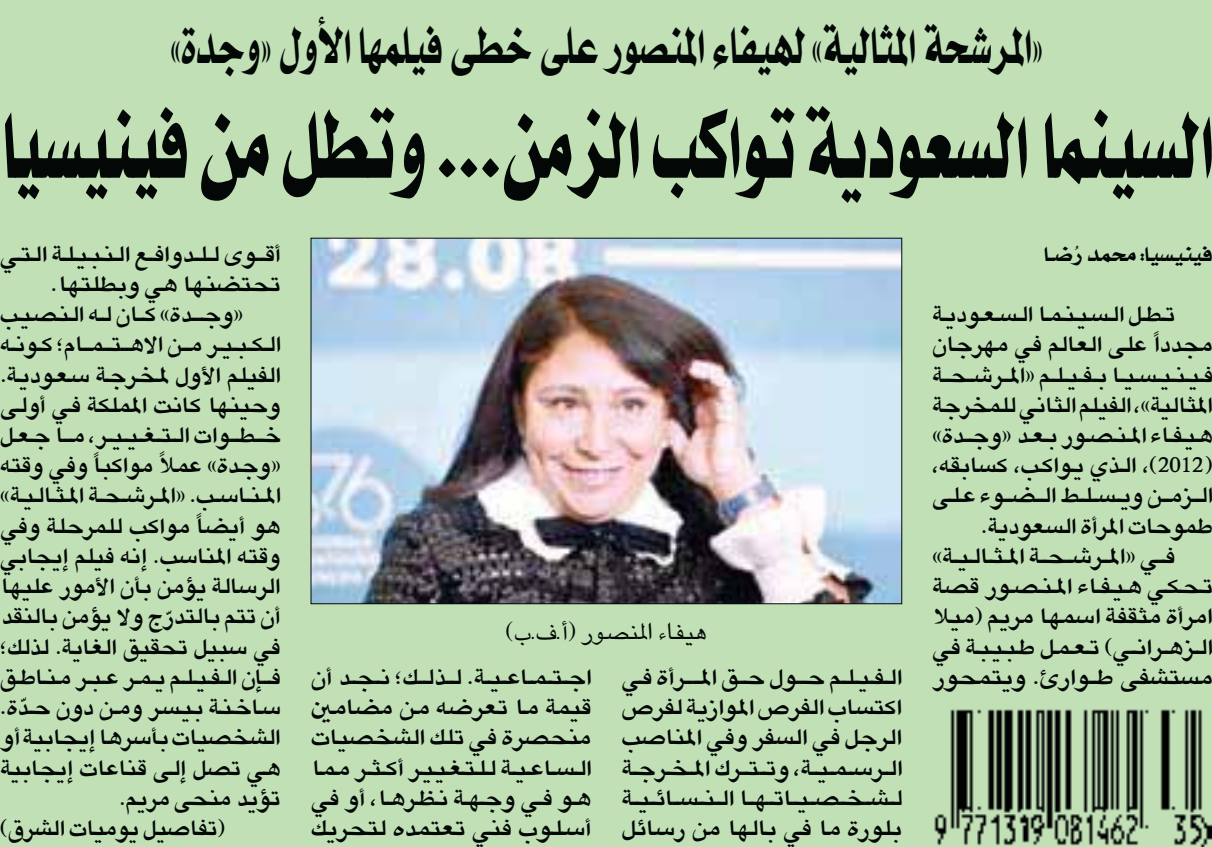 «المرشحة المثالية» لهيفاء المنصور على خطى فيلمها الأول «وجدة»
السينما السعودية تواكب الزمن... وتطل من فينيسيا
فينيسيا: محمد رُضا
تطل السينما السعودية
مجدداً على العالم في مهرجان
فينيسيا بفيلم «المرشحة
المثالية»، الفيلم الثاني للمخرجة
هيفاء المنصور بعد «وجدة»
(2012)، الذي يواكب، كسابقه،
الزمن ويسلط الضوء على
طموحات المرأة السعودية.
في «المرشحة المثالية»
تحكي هيفاء المنصور قصة
امرأة مثقفة اسمها مريم (ميلا
الزهراني) تعمل طبيبة في
مستشفى طوارئ. ويتمحور
9 771319 081462
35
28.08
76
هيفاء المنصور (أ.ف.ب)
الفيلم حول حق المرأة في
اكتساب الفرص الموازية لفرص
الرجل في السفر وفي المناصب
الرسمية، وتترك المخرجة
لشخصياتها النسائية
بلورة ما في بالها من رسائل
اجتماعية. لذلك؛ نجد أن
قيمة ما تعرضه من مضامين
منحصرة في تلك الشخصيات
الساعية للتغيير أكثر مما
هو في وجهة نظرها، أو في
أسلوب فني تعتمده لتحريك
أقوى للدوافع النبيلة التي
تحتضنها هي وبطلتها.
«وجدة» كان له النصيب
الكبير من الاهتمام؛ كونه
الفيلم الأول لمخرجة سعودية.
وحينها كانت المملكة في أولى
خطوات التغيير، ما جعل
«وجدة» عملاً مواكباً وفي وقته
المناسب. «المرشحة المثالية»
هو أيضاً مواكب للمرحلة وفي
وقته المناسب. إنه فيلم إيجابي
الرسالة يؤمن بأن الأمور عليها
أن تتم بالتدرّج ولا يؤمن بالنقد
في سبيل تحقيق الغاية. لذلك؛
فإن الفيلم يمر عبر مناطق
ساخنة بيسر ومن دون حدّة.
الشخصيات بأسرها إيجابية أو
هي تصل إلى قناعات إيجابية
تؤيد منحى مريم.
(تفاصيل يوميات الشرق)